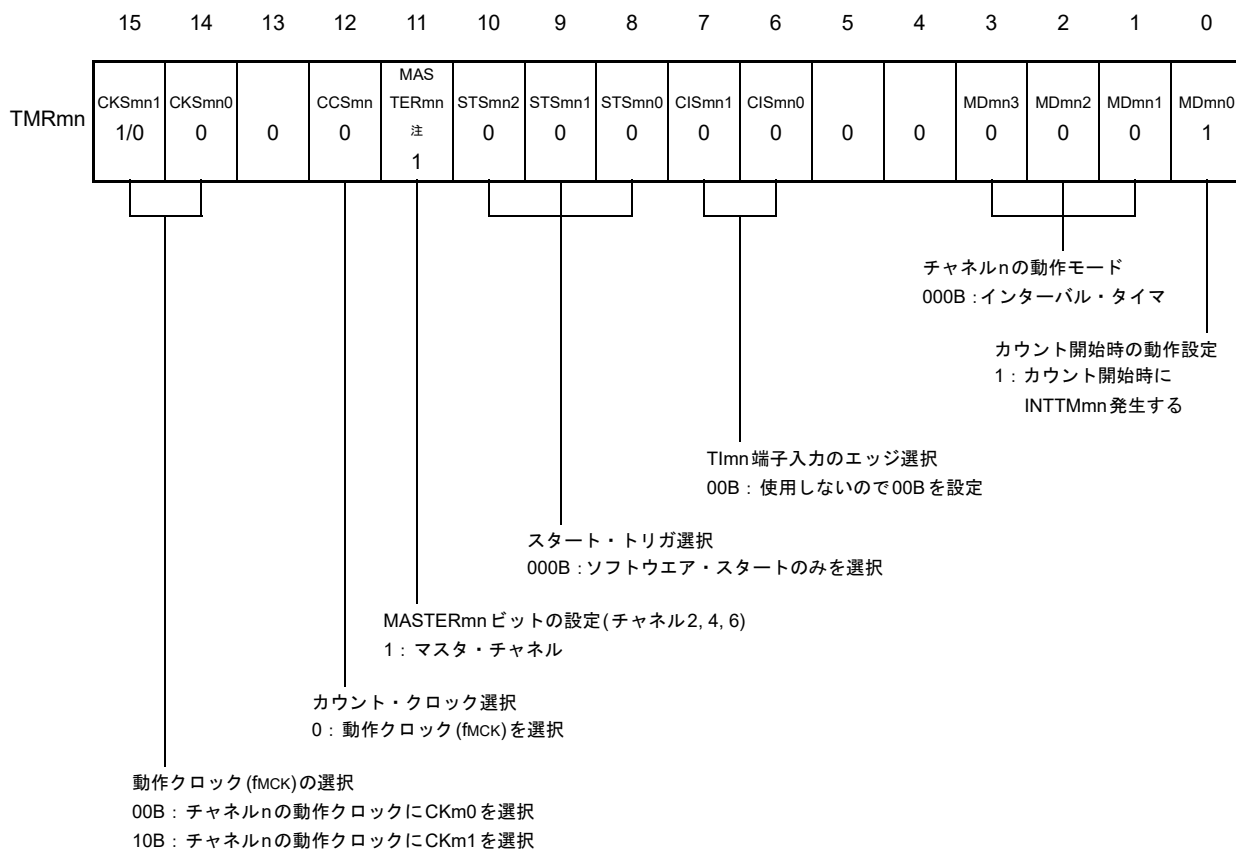 15 14 13 12 11 10 9 8 7 6 5 4 3 2 1 0
TMRmn
CKSmn1 CKSmn0 CCSmn MAS TERmn 注 STSmn2 STSmn1 STSmn0 CISmn1 CISmn0 MDmn3 MDmn2 MDmn1 MDmn0
1/0 0 0 0 1 0 0 0 0 0 0 0 0 0 0 1
チャネルnの動作モード
000B : インターバル・タイマ
カウント開始時の動作設定
1 : カウント開始時に
INTTMmn発生する
TImn端子入力のエッジ選択
00B : 使用しないので00Bを設定
スタート・トリガ選択
000B : ソフトウエア・スタートのみを選択
MASTERmnビットの設定(チャネル2, 4, 6)
1 : マスタ・チャネル
カウント・クロック選択
0 : 動作クロック(fMCK)を選択
動作クロック(fMCK)の選択
00B : チャネルnの動作クロックにCKm0を選択
10B : チャネルnの動作クロックにCKm1を選択